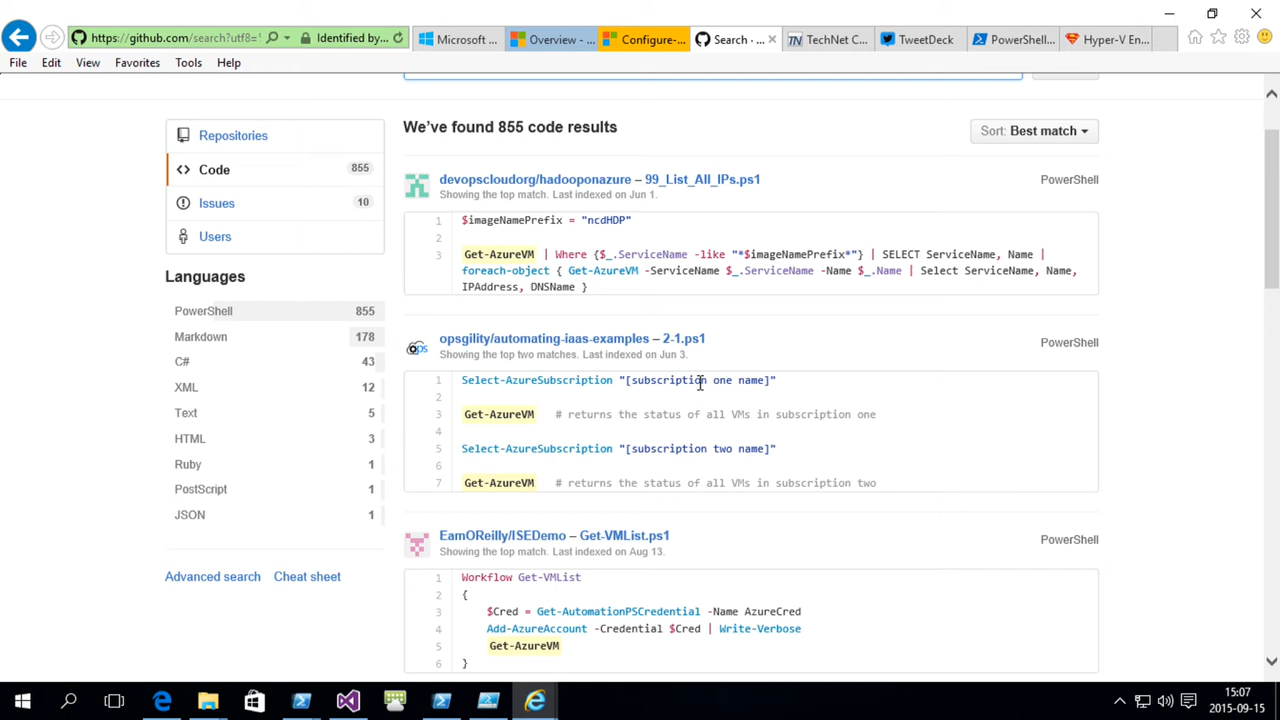 https://github.com/search?utf8=
Identified by...
Microsoft ...
Overview - ...
Configure-...
Search - ...
TechNet C...
TweetDeck
PowerShell...
Hyper-V En...
File Edit View Favorites Tools Help
Repositories
Code 855
Issues 10
Users
Languages
PowerShell 855
Markdown 178
C# 43
XML 12
Text 5
HTML 3
Ruby 1
PostScript 1
JSON 1
Advanced search Cheat sheet
We've found 855 code results
Sort: Best match
devopscloudorg/hadooponazure – 99_List_All_IPs.ps1
PowerShell
Showing the top match. Last indexed on Jun 1.
1 $imageNamePrefix = "ncdHDP"
2
3 Get-AzureVM | Where {$_.ServiceName -like "*$imageNamePrefix*"} | SELECT ServiceName, Name |
foreach-object { Get-AzureVM -ServiceName $_.ServiceName -Name $_.Name | Select ServiceName, Name,
IPAddress, DNSName }
opsgility/automating-iaas-examples – 2-1.ps1
PowerShell
Ops
Showing the top two matches. Last indexed on Jun 3.
1 Select-AzureSubscription "[subscription one name]"
2
3 Get-AzureVM # returns the status of all VMs in subscription one
4
5 Select-AzureSubscription "[subscription two name]"
6
7 Get-AzureVM # returns the status of all VMs in subscription two
EamOReilly/ISEDemo – Get-VMList.ps1
PowerShell
Showing the top match. Last indexed on Aug 13.
1 Workflow Get-VMList
2 {
3 $Cred = Get-AutomationPSCredential -Name AzureCred
4 Add-AzureAccount -Credential $Cred | Write-Verbose
5 Get-AzureVM
6 }
15:07
2015-09-15